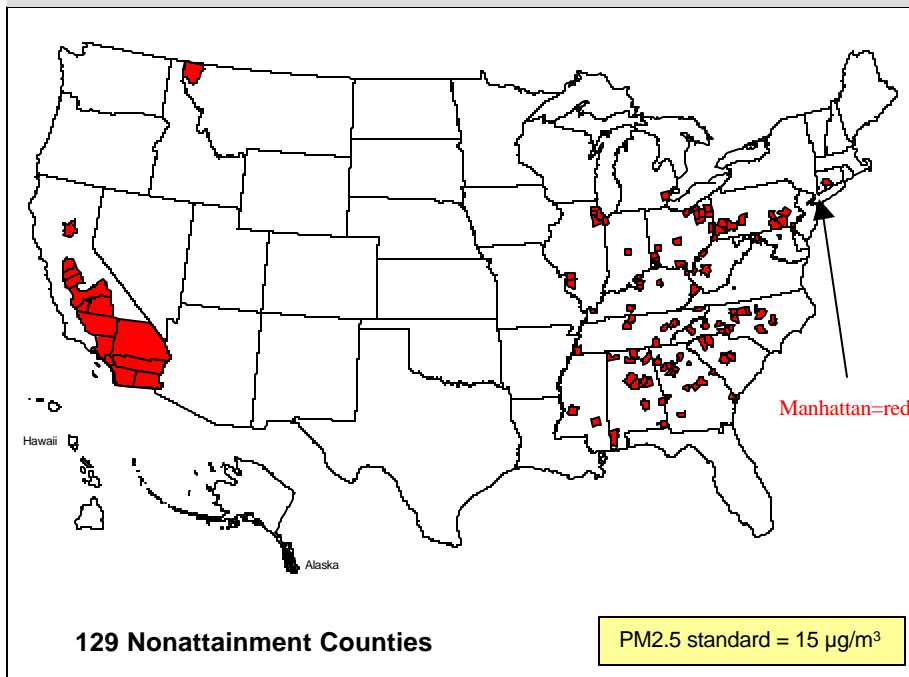 Manhattan=red
Hawaii
Alaska
129 Nonattainment Counties
PM2.5 standard = 15 µg/m³